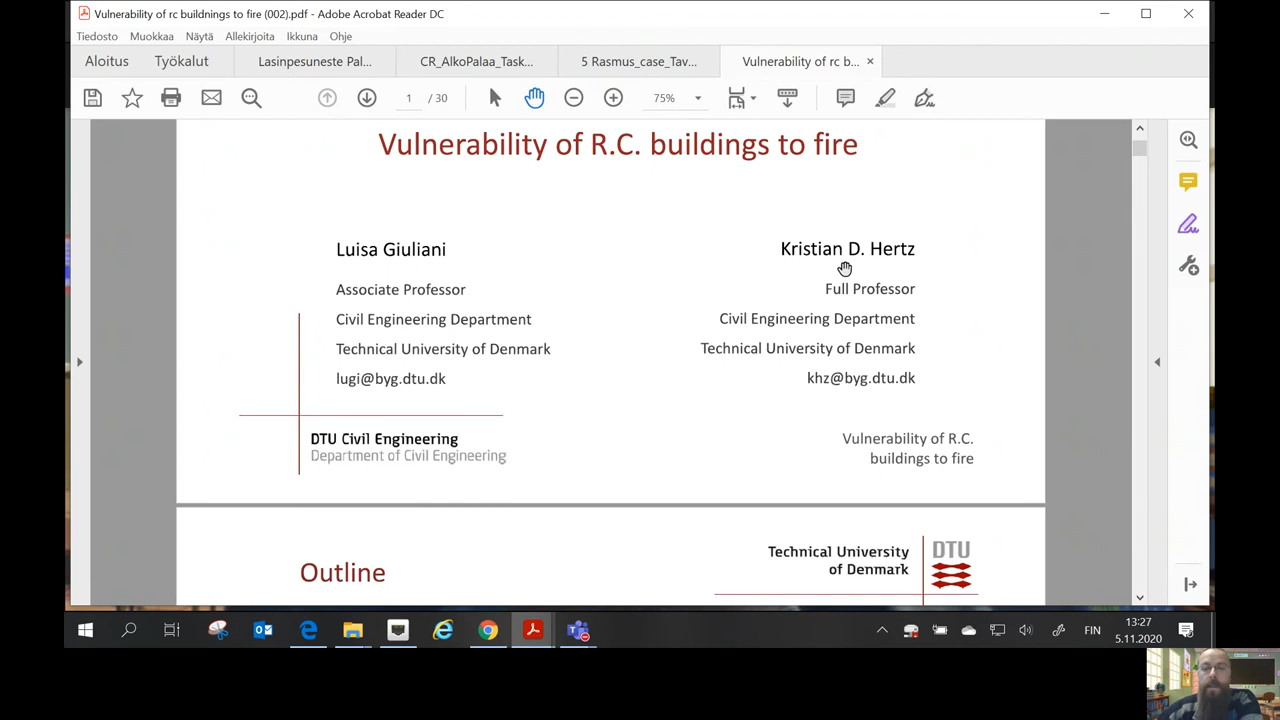 Vulnerability of rc buildnings to fire (002).pdf - Adobe Acrobat Reader DC
Tiedosto Muokkaa Näytä Allekirjoita Ikkuna Ohje
Aloitus Työkalut Lasinpesuneste Pal... CR_AlkoPalaa_Task... 5 Rasmus_case_Tav... Vulnerability of rc b...
1 / 30 75%
Vulnerability of R.C. buildings to fire
Luisa Giuliani
Associate Professor
Civil Engineering Department
Technical University of Denmark
lugi@byg.dtu.dk
Kristian D. Hertz
Full Professor
Civil Engineering Department
Technical University of Denmark
khz@byg.dtu.dk
DTU Civil Engineering
Department of Civil Engineering
Vulnerability of R.C.
buildings to fire
Outline
Technical University
of Denmark
DTU
FIN
13:27
5.11.2020